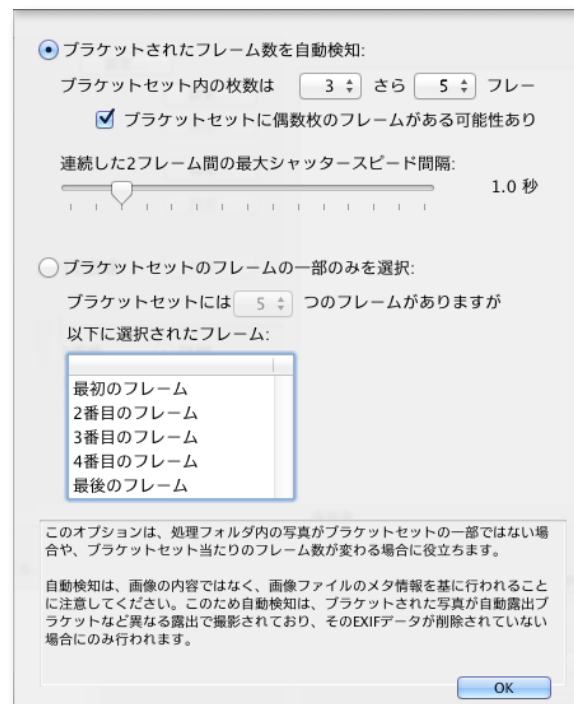 ブラケットされたフレーム数を自動検知:
ブラケットセット内の枚数は 3 さら 5 フレー
ブラケットセットに偶数枚のフレームがある可能性あり
連続した2フレーム間の最大シャッタースピード間隔:
1.0 秒
ブラケットセットのフレームの一部のみを選択:
ブラケットセットには 5 つのフレームがありますが
以下に選択されたフレーム:
最初のフレーム
2番目のフレーム
3番目のフレーム
4番目のフレーム
最後のフレーム
このオプションは、処理フォルダ内の写真がブラケットセットの一部ではない場
合や、ブラケットセット当たりのフレーム数が変わる場合に役立ちます。
自動検知は、画像の内容ではなく、画像ファイルのメタ情報を基に行われること
に注意してください。このため自動検知は、ブラケットされた写真が自動露出ブ
ラケットなど異なる露出で撮影されており、そのEXIFデータが削除されていない
場合にのみ行われます。
OK